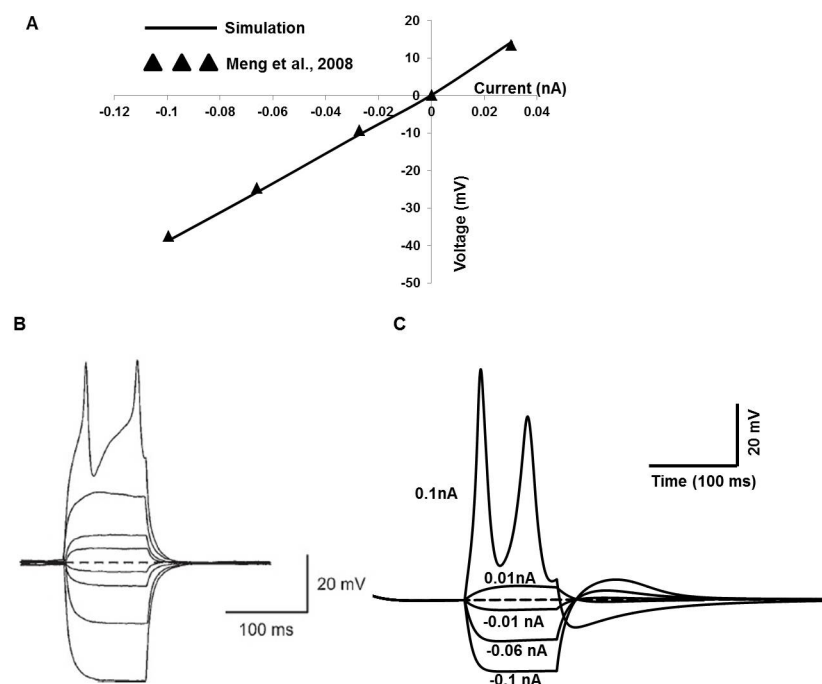 A
Simulation
Meng et al., 2008
20
10
0
-10
-20
-30
-40
-50
Current (nA)
-0.12 -0.1 -0.08 -0.06 -0.04 -0.02 0 0.02 0.04
Voltage (mV)
B
20 mV
100 ms
C
20 mV
Time (100 ms)
0.1nA
0.01nA
-0.01 nA
-0.06 nA
-0.1 nA